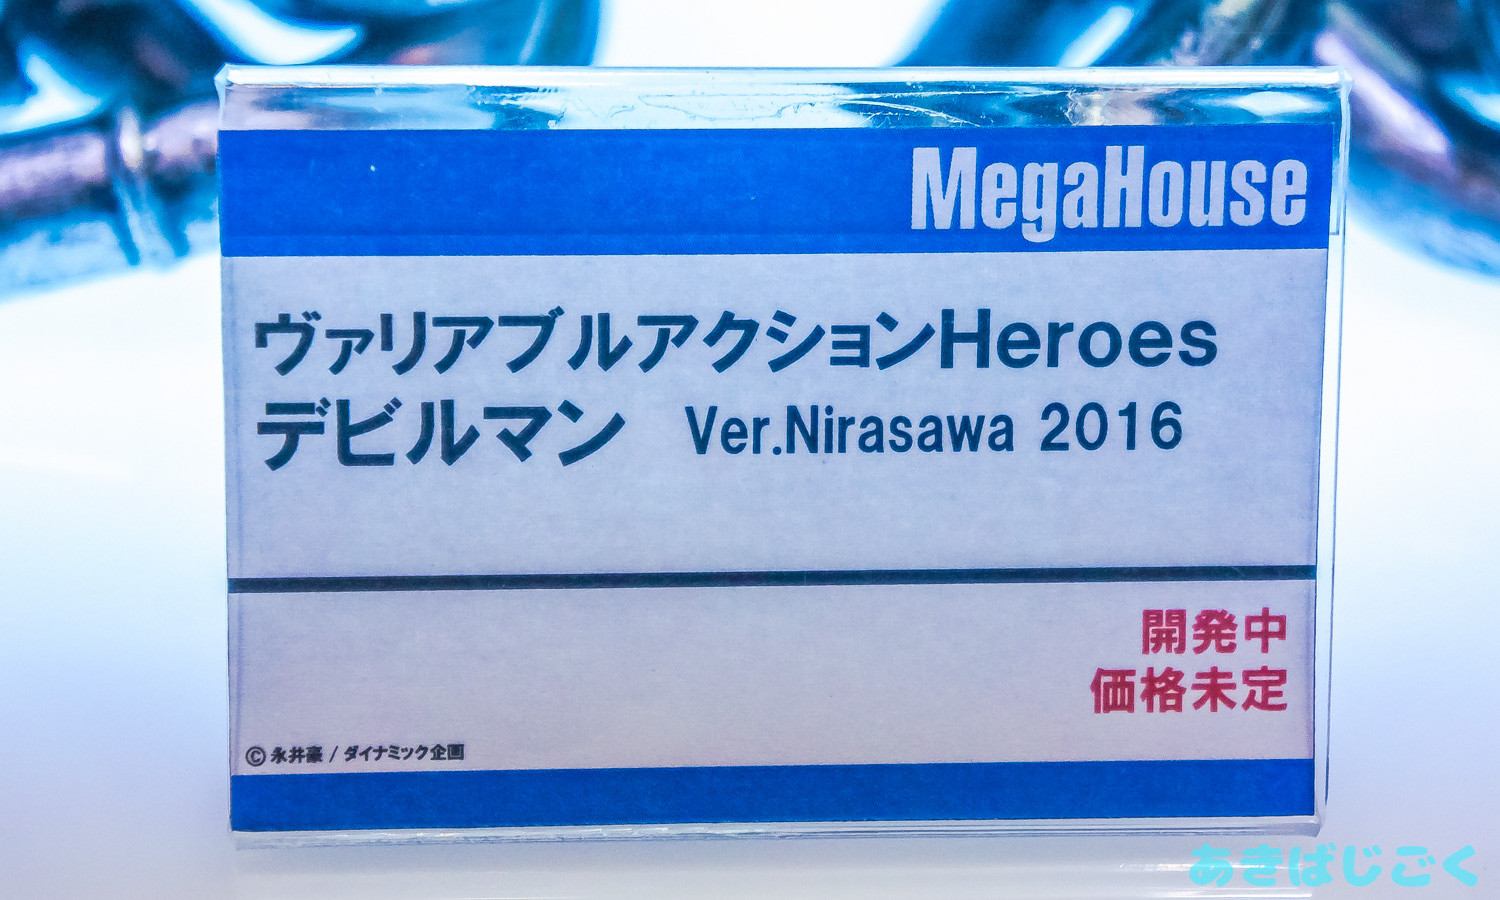 MegaHouse
ヴァリアブルアクションHeroes
デビルマン Ver.Nirasawa 2016
開発中
価格未定
© 永井豪 / ダイナミック企画
あきばじごく